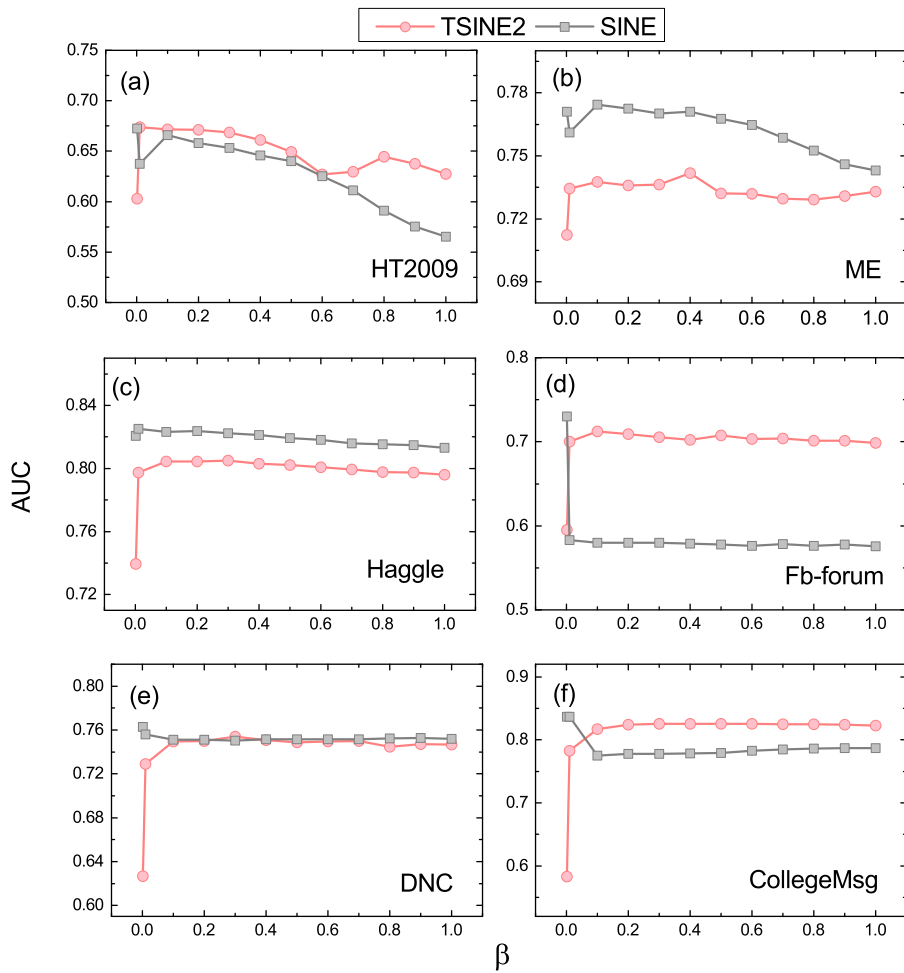 TSINE2 SINE
(a)
0.75
0.70
0.65
0.60
0.55
0.50
0.0 0.2 0.4 0.6 0.8 1.0
HT2009
(b)
0.78
0.75
0.72
0.69
0.0 0.2 0.4 0.6 0.8 1.0
ME
(c)
0.84
0.80
0.76
0.72
0.0 0.2 0.4 0.6 0.8 1.0
Haggle
(d)
0.8
0.7
0.6
0.5
0.0 0.2 0.4 0.6 0.8 1.0
Fb-forum
AUC
(e)
0.80
0.76
0.72
0.68
0.64
0.60
0.0 0.2 0.4 0.6 0.8 1.0
DNC
(f)
0.9
0.8
0.7
0.6
0.0 0.2 0.4 0.6 0.8 1.0
CollegeMsg
β